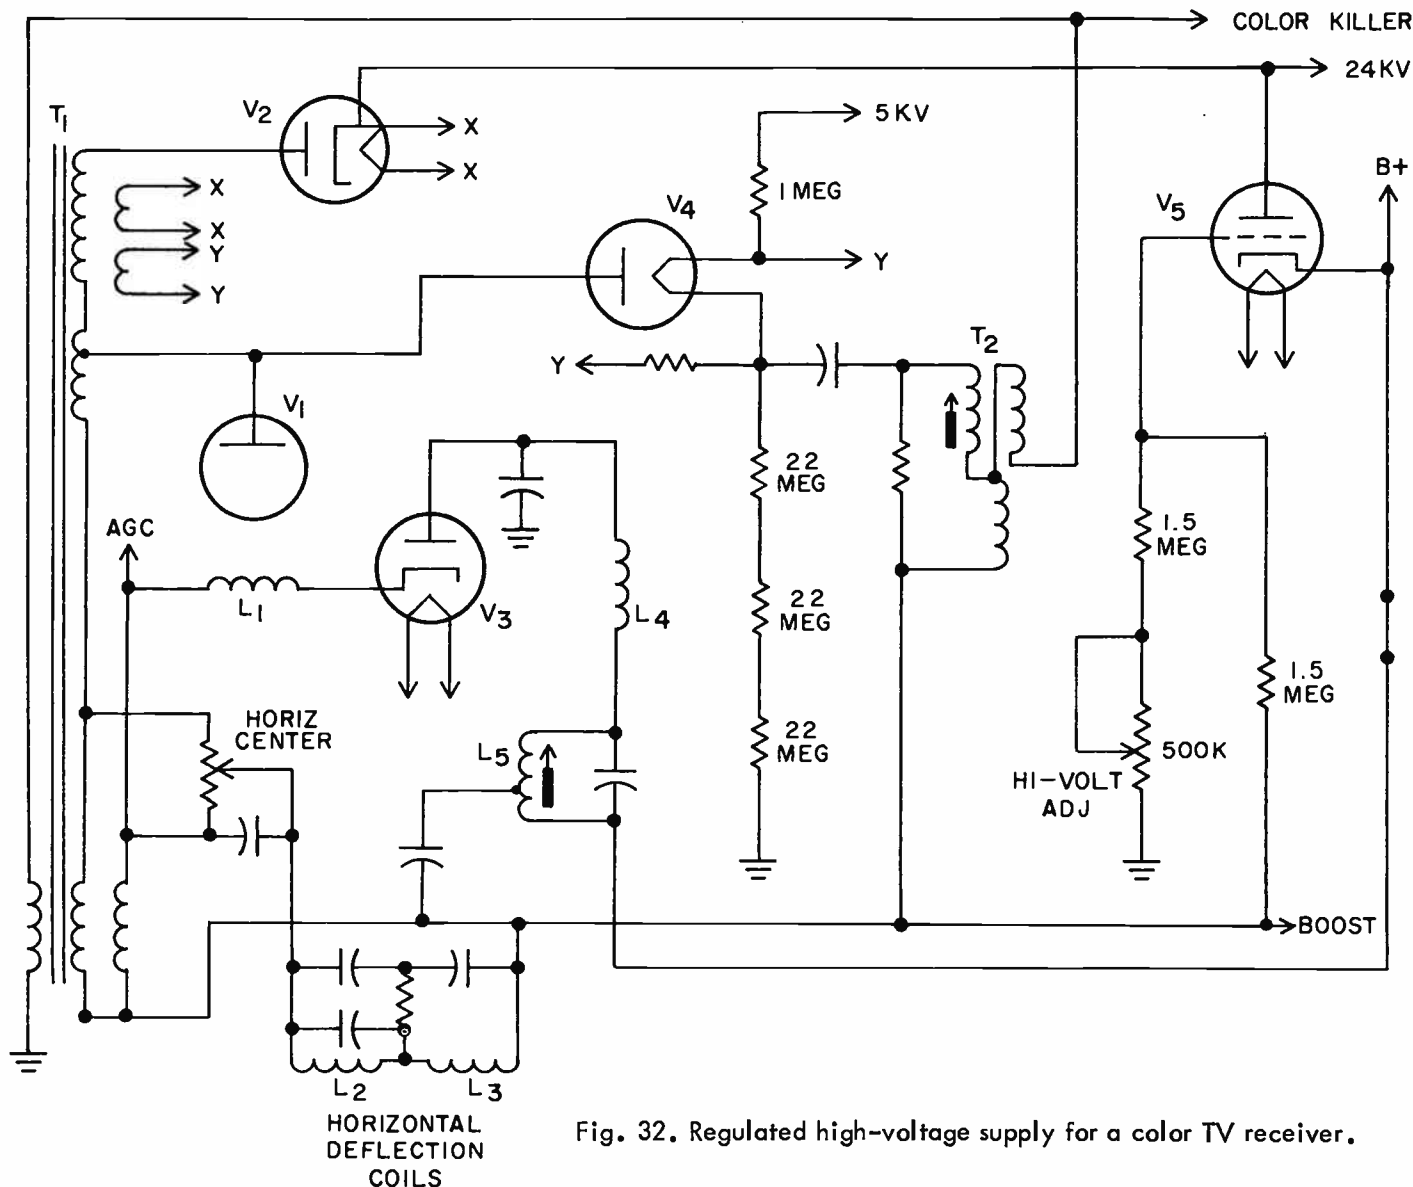 COLOR KILLER
24KV
T1
V2
X
X
5KV
B+
X
1 MEG
V4
V5
X
Y
Y
Y
T2
Y
V1
22
MEG
AGC
1.5
MEG
L1
V3
L4
22
MEG
1.5
MEG
HORIZ
CENTER
L5
22
MEG
500K
HI-VOLT
ADJ
BOOST
L2
L3
HORIZONTAL
DEFLECTION
COILS
Fig. 32. Regulated high-voltage supply for a color TV receiver.